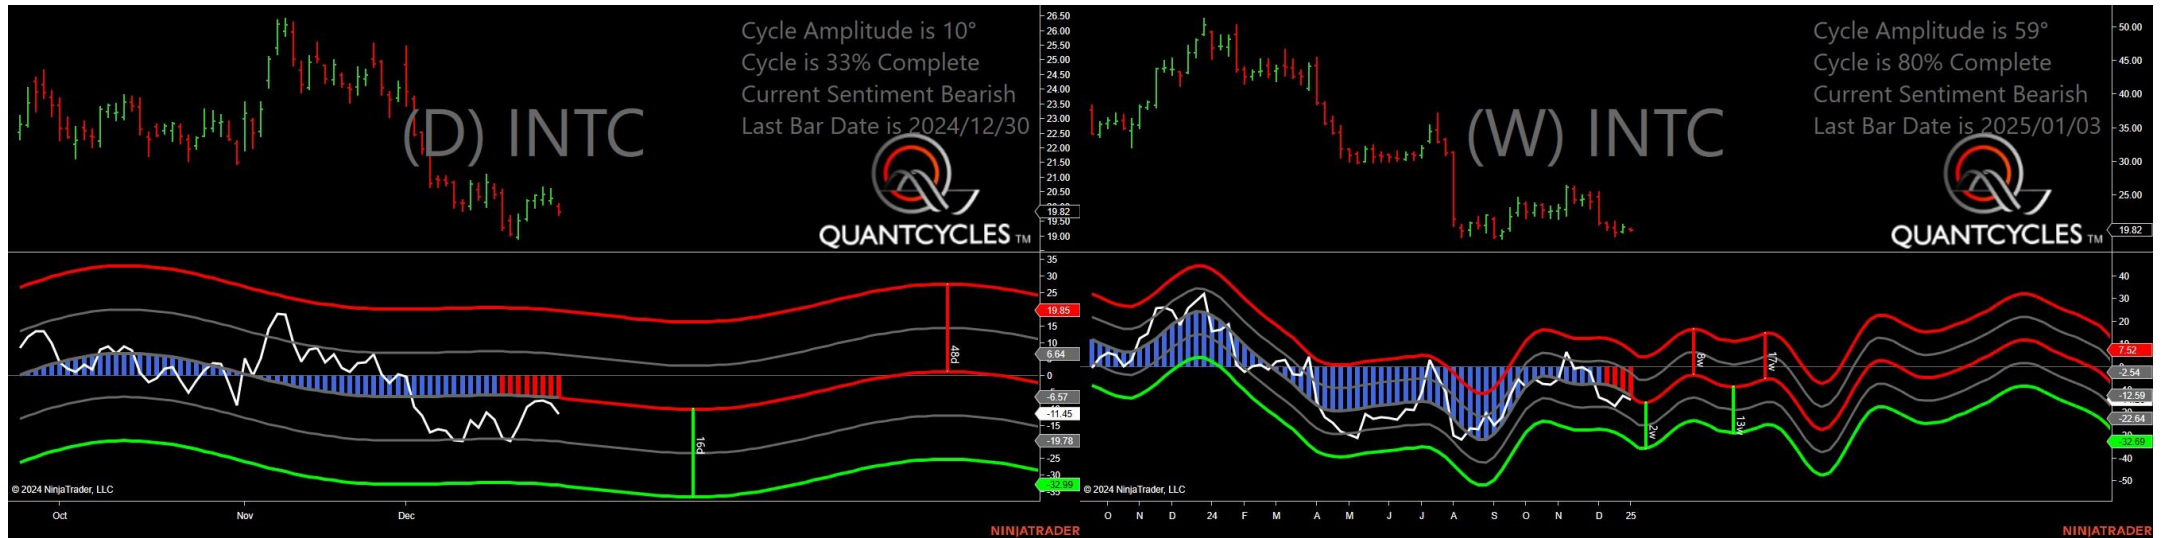 Cycle Amplitude is 10°
Cycle is 33% Complete
Current Sentiment Bearish
Last Bar Date is 2024/12/30
(D) INTC
QUANTCYCLES TM
26.50
26.00
25.50
25.00
24.50
24.00
23.50
23.00
22.50
22.00
21.50
21.00
20.50
19.82
19.50
19.00
35
30
25
19.85
15
10
6.64
0
-6.57
-11.45
-15
-19.78
-25
-30
-32.99
48d
16d
© 2024 NinjaTrader, LLC
Oct Nov Dec
NINJATRADER
Cycle Amplitude is 59°
Cycle is 80% Complete
Current Sentiment Bearish
Last Bar Date is 2025/01/03
(W) INTC
QUANTCYCLES TM
50.00
45.00
40.00
35.00
30.00
25.00
19.82
40
30
20
7.52
-2.54
-12.59
-22.64
-32.69
-40
-50
8w
17w
2w
13w
© 2024 NinjaTrader, LLC
O N D 24 F M A M J J A S O N D 25
NINJATRADER